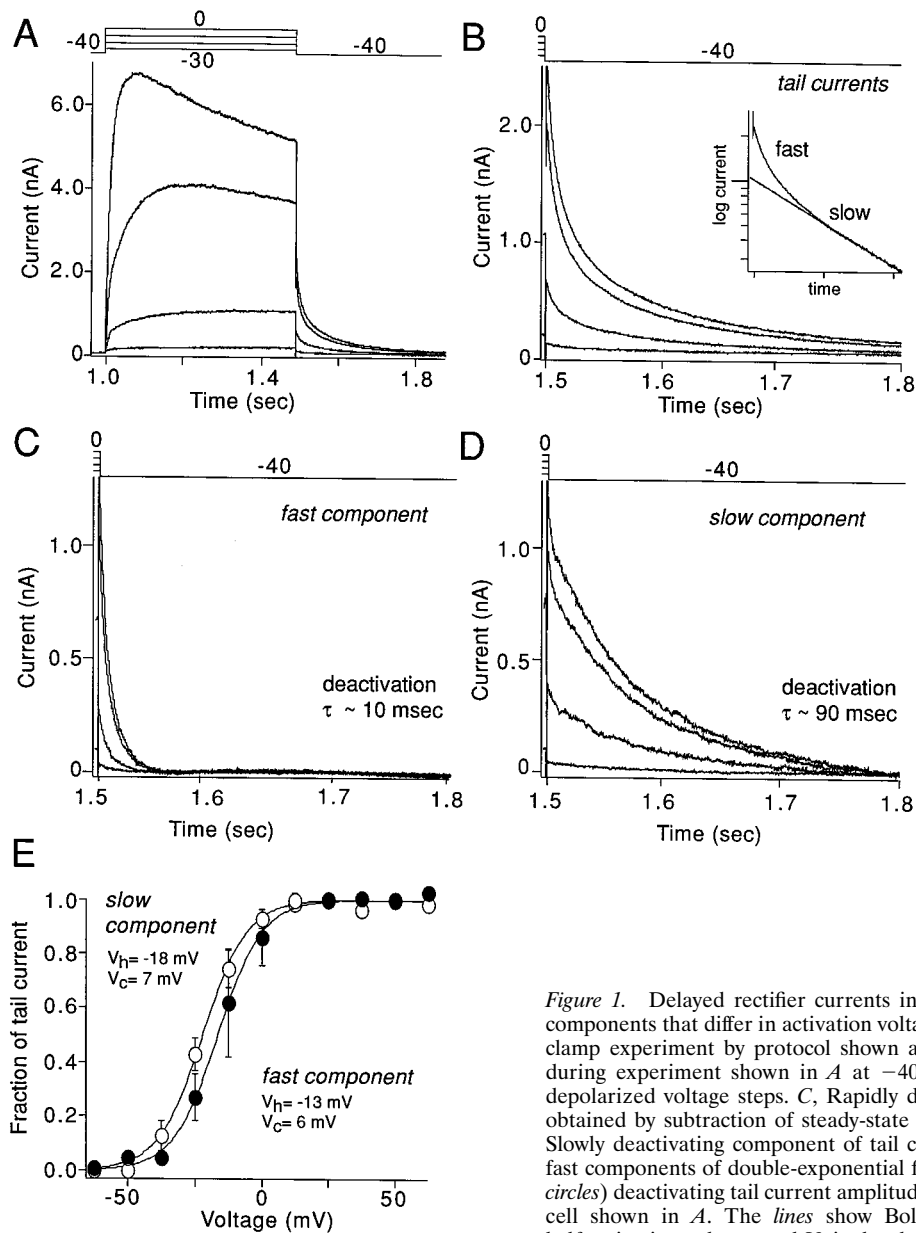 A
0
-40
-40
-30
6.0
4.0
2.0
0
Current (nA)
1.0
1.4
1.8
Time (sec)
B
0
-40
tail currents
2.0
1.0
0
Current (nA)
log current
fast
slow
time
1.5
1.6
1.7
1.8
Time (sec)
C
0
-40
fast component
1.0
0.5
0
Current (nA)
deactivation
τ ~ 10 msec
1.5
1.6
1.7
1.8
Time (sec)
D
0
-40
slow component
1.0
0.5
0
Current (nA)
deactivation
τ ~ 90 msec
1.5
1.6
1.7
1.8
Time (sec)
E
1.0
0.8
0.6
0.4
0.2
0.0
Fraction of tail current
slow
component
Vh= -18 mV
Vc= 7 mV
fast component
Vh= -13 mV
Vc= 6 mV
-50
0
50
Voltage (mV)
Figure 1. Delayed rectifier currents in
components that differ in activation volta
clamp experiment by protocol shown a
during experiment shown in A at −40
depolarized voltage steps. C, Rapidly d
obtained by subtraction of steady-state
Slowly deactivating component of tail c
fast components of double-exponential f
circles) deactivating tail current amplitud
cell shown in A. The lines show Bol